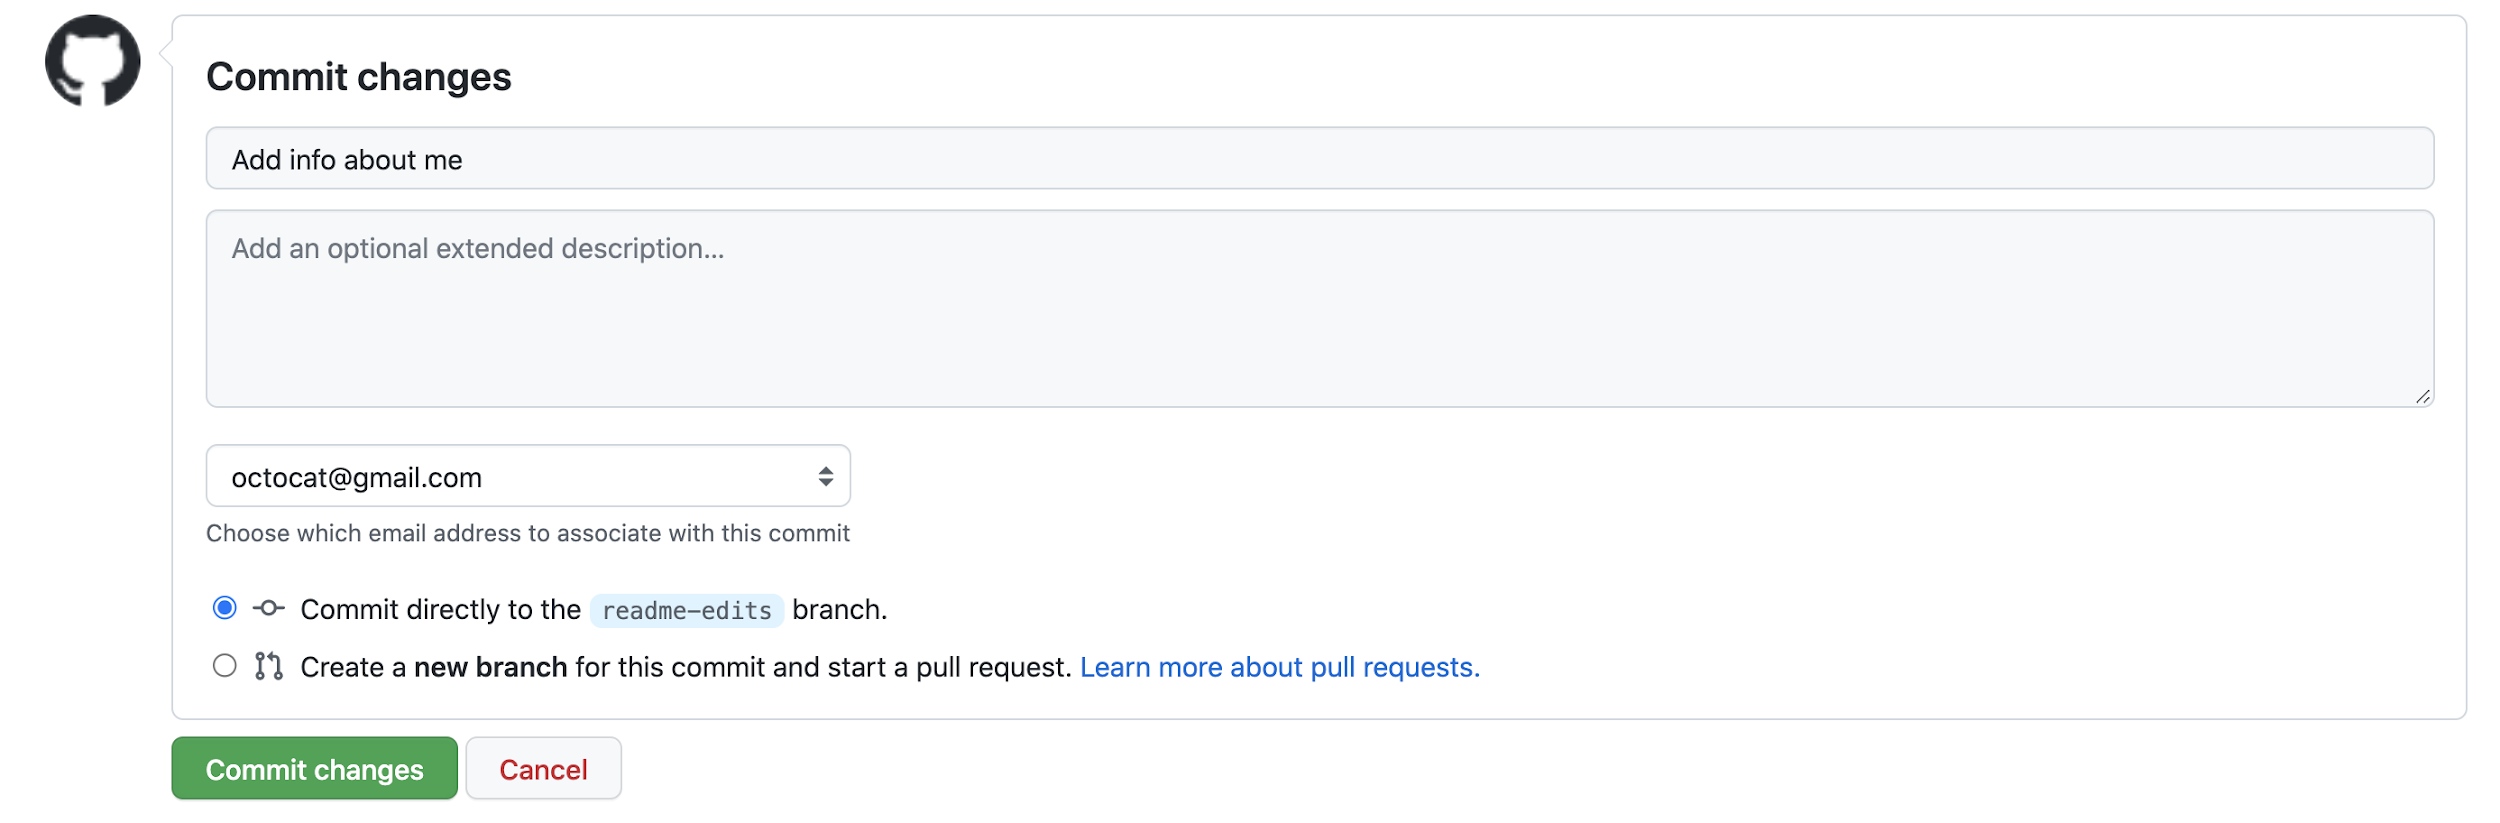 Commit changes
Add info about me
Add an optional extended description...
octocat@gmail.com
Choose which email address to associate with this commit
Commit directly to the readme-edits branch.
Create a new branch for this commit and start a pull request. Learn more about pull requests.
Commit changes Cancel